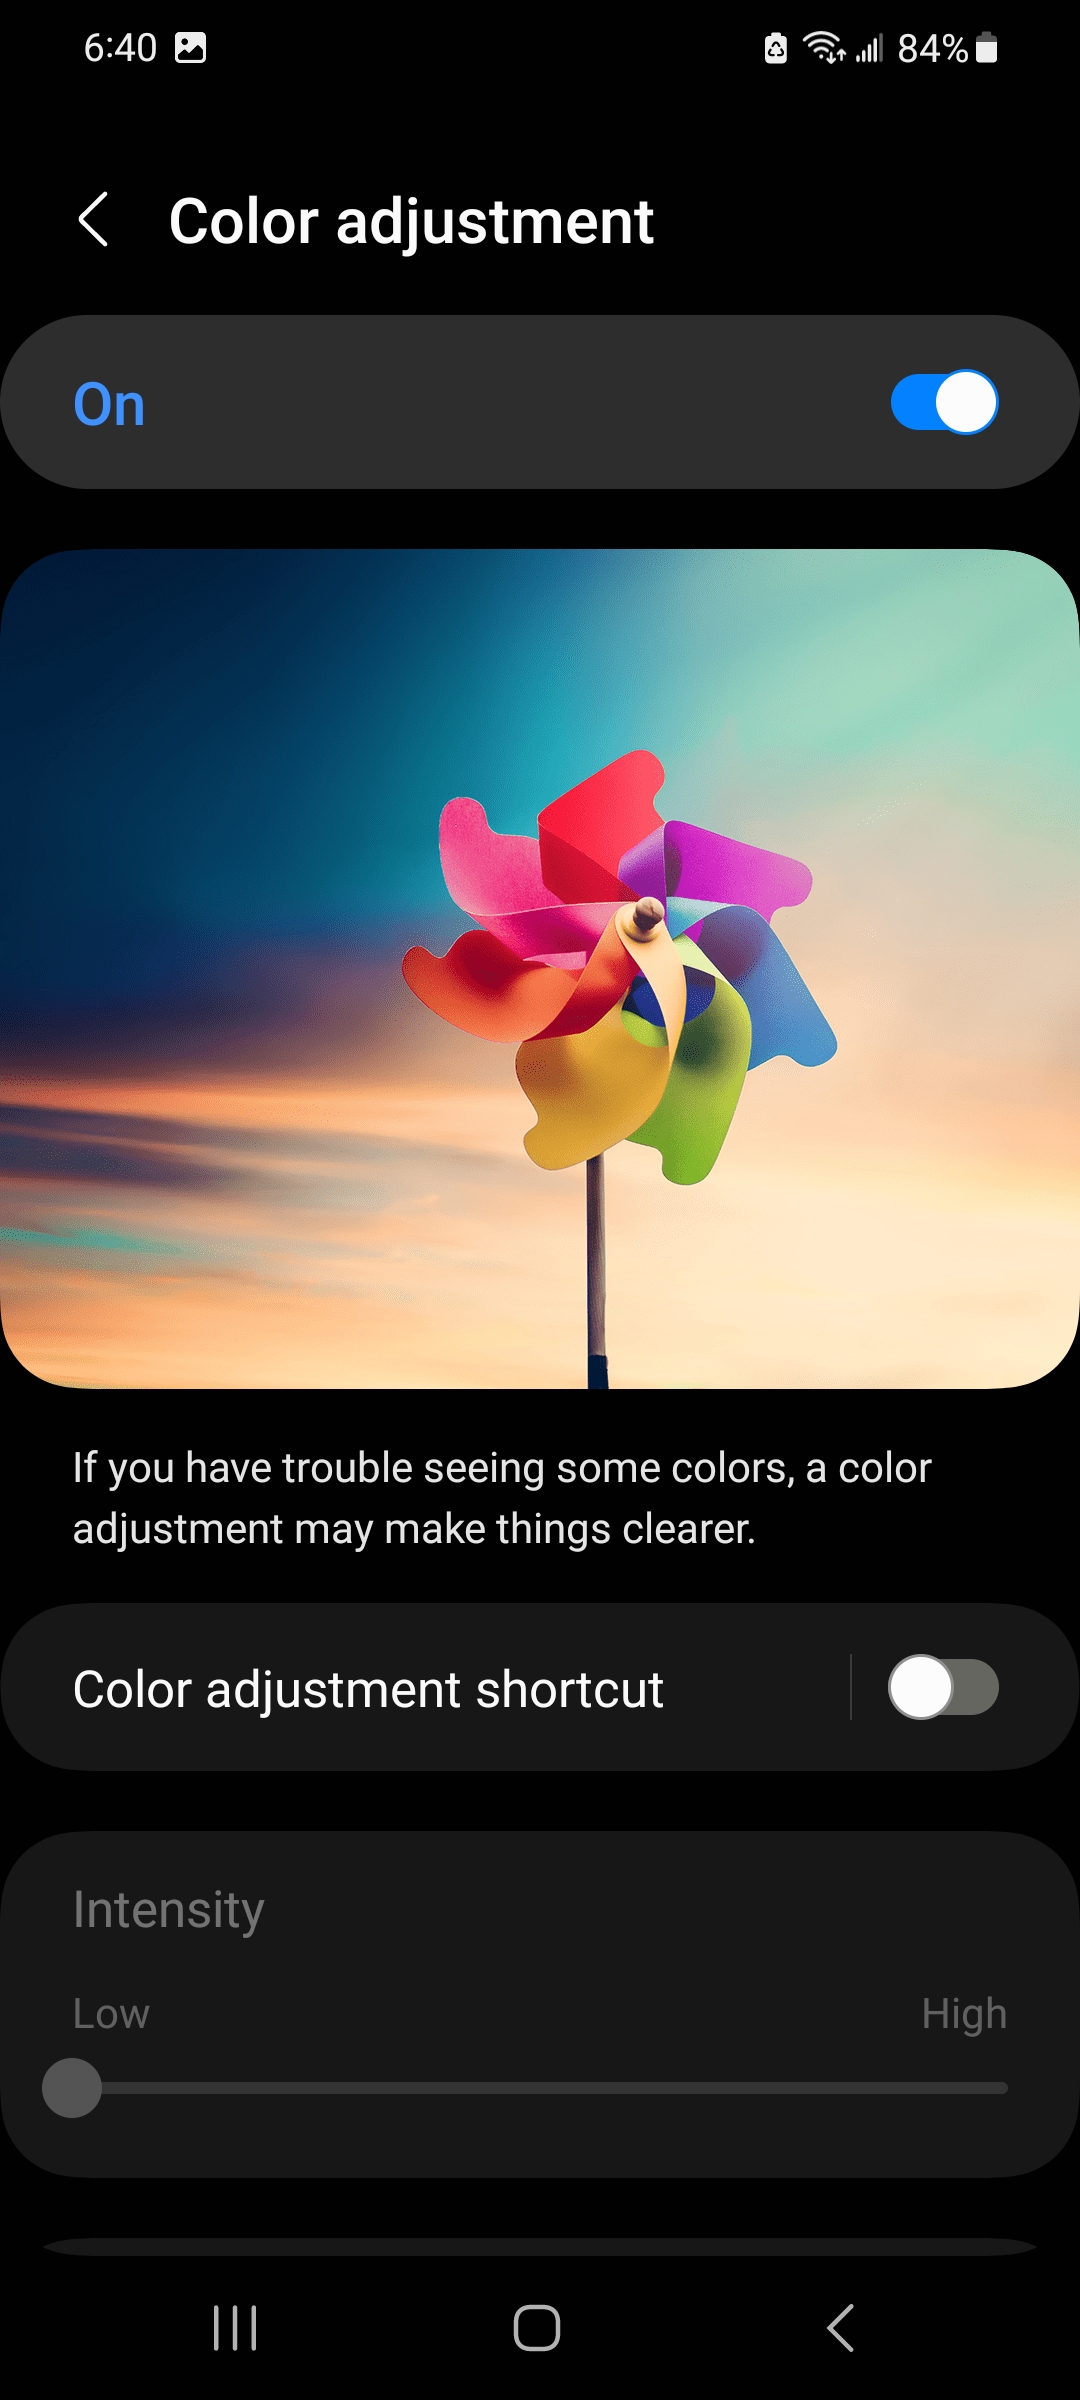 6:40
84%
Color adjustment
On
If you have trouble seeing some colors, a color
adjustment may make things clearer.
Color adjustment shortcut
Intensity
Low High